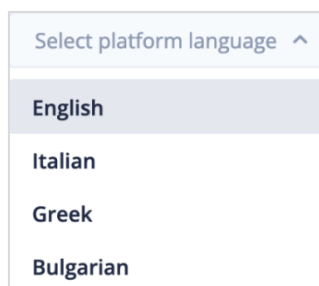 Select platform language
English
Italian
Greek
Bulgarian